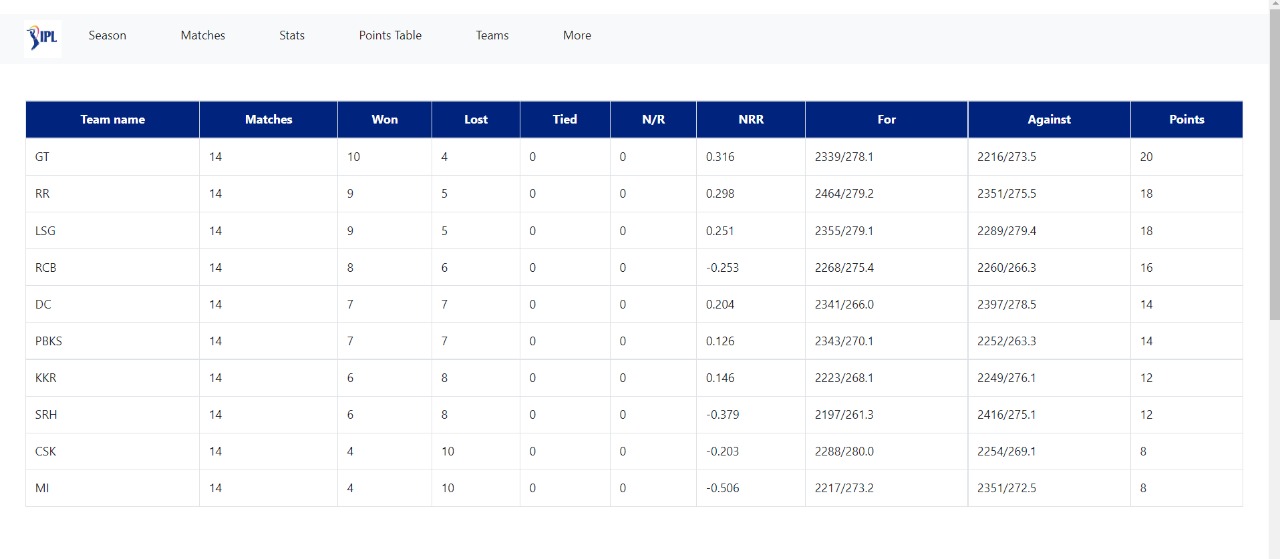 IPL Season Matches Stats Points Table Teams More
Team name Matches Won Lost Tied N/R NRR For Against Points
GT 14 10 4 0 0 0.316 2339/278.1 2216/273.5 20
RR 14 9 5 0 0 0.298 2464/279.2 2351/275.5 18
LSG 14 9 5 0 0 0.251 2355/279.1 2289/279.4 18
RCB 14 8 6 0 0 -0.253 2268/275.4 2260/266.3 16
DC 14 7 7 0 0 0.204 2341/266.0 2397/278.5 14
PBKS 14 7 7 0 0 0.126 2343/270.1 2252/263.3 14
KKR 14 6 8 0 0 0.146 2223/268.1 2249/276.1 12
SRH 14 6 8 0 0 -0.379 2197/261.3 2416/275.1 12
CSK 14 4 10 0 0 -0.203 2288/280.0 2254/269.1 8
MI 14 4 10 0 0 -0.506 2217/273.2 2351/272.5 8